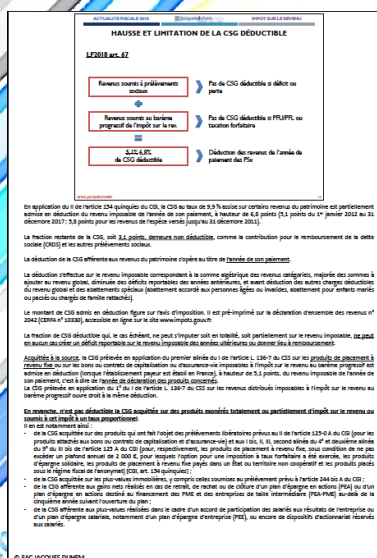 ACTUALITE FISCALE 2018 IMPOT SUR LE REVENU
HAUSSE ET LIMITATION DE LA CSG DÉDUCTIBLE
LF2018 art. 67
Revenus soumis à prélèvements
sociaux
Pas de CSG déductible si déficit ou
perte
Revenus soumis au barème
progressif de l'impôt sur le rev.
Pas de CSG déductible si PFU/PFL ou
taxation forfaitaire
5,1% 6,8%
de CSG déductible
Déduction des revenus de l'année de
paiement des PSx
En application du II de l'article 154 quinquies du CGI, la CSG au taux de 9,9 % assise sur certains revenus du patrimoine est partiellement
admise en déduction du revenu imposable de l'année de son paiement, à hauteur de 6,8 points (5,1 points du 1er janvier 2012 au 31
décembre 2017 ; 5,8 points pour les revenus de l'espèce versés jusqu'au 31 décembre 2011).
La fraction restante de la CSG, soit 3,1 points, demeure non déductible, comme la contribution pour le remboursement de la dette
sociale (CRDS) et les autres prélèvements sociaux.
La déduction de la CSG afférente aux revenus du patrimoine s'opère au titre de l'année de son paiement.
La déduction s'effectue sur le revenu imposable correspondant à la somme algébrique des revenus catégoriels, majorée des sommes à
ajouter au revenu global, diminuée des déficits reportables des années antérieures, et avant déduction des autres charges déductibles
du revenu global et des abattements spéciaux (abattement accordé aux personnes âgées ou invalides, abattement pour enfants mariés
ou pacsés ou chargés de famille rattachés).
Le montant de CSG admis en déduction figure sur l'avis d'imposition. Il est pré-imprimé sur la déclaration d'ensemble des revenus n°
2042 (CERFA n° 10330), accessible en ligne sur le site www.impots.gouv.fr.
La fraction de CSG déductible qui, le cas échéant, ne peut s'imputer soit en totalité, soit partiellement sur le revenu imposable, ne peut
en aucun cas créer un déficit reportable sur le revenu imposable des années ultérieures ou donner lieu à remboursement.
Acquittée à la source, la CSG prélevée en application du premier alinéa du I de l'article L. 136-7 du CSS sur les produits de placement à
revenu fixe ou sur les bons ou contrats de capitalisation ou d'assurance-vie imposables à l'impôt sur le revenu au barème progressif est
admise en déduction (lorsque l'établissement payeur est établi en France), à hauteur de 5,1 points, du revenu imposable de l'année de
son paiement, c'est à dire de l'année de déclaration des produits concernés.
La CSG prélevée en application du 1° du I de l'article L. 136-7 du CSS sur les revenus distribués imposables à l'impôt sur le revenu au
barème progressif ouvre droit à la même déduction.
En revanche, n'est pas déductible la CSG acquittée sur des produits exonérés totalement ou partiellement d'impôt sur le revenu ou
soumis à cet impôt à un taux proportionnel.
Il en est notamment ainsi :
- de la CSG acquittée sur des produits qui ont fait l'objet des prélèvements libératoires prévus au II de l'article 125-0 A du CGI (pour les
produits attachés aux bons ou contrats de capitalisation et d'assurance-vie) et aux I bis, II, III, second alinéa du 4° et deuxième alinéa
du 9° du III bis de l'article 125 A du CGI (pour, respectivement, les produits de placement à revenu fixe, sous condition de ne pas
excéder un plafond annuel de 2 000 €, pour lesquels l'option pour une imposition à taux forfaitaire a été exercée, les produits
d'épargne solidaire, les produits de placement à revenu fixe payés dans un État ou territoire non coopératif et les produits placés
sous le régime fiscal de l'anonymat) (CGI, art. 154 quinquies) ;
- de la CSG acquittée sur les plus-values immobilières, y compris celles soumises au prélèvement prévu à l'article 244 bis A du CGI ;
- de la CSG afférente aux gains nets réalisés en cas de retrait, de rachat ou de clôture d'un plan d'épargne en actions (PEA) ou d'un
plan d'épargne en actions destiné au financement des PME et des entreprises de taille intermédiaire (PEA-PME) au-delà de la
cinquième année suivant l'ouverture du plan ;
- de la CSG afférente aux plus-values réalisées dans le cadre d'un accord de participation des salariés aux résultats de l'entreprise ou
d'un plan d'épargne salariale, notamment d'un plan d'épargne d'entreprise (PEE), ou encore de dispositifs d'actionnariat réservés
aux salariés.
© EAC JACQUES DUHEM